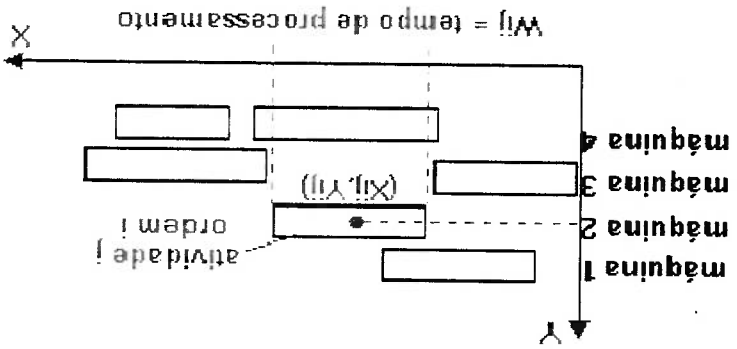 Y
máquina 1
atividade j
ordem i
máquina 2
(Xij,Yij)
máquina 3
máquina 4
X
Wij = tempo de processamento